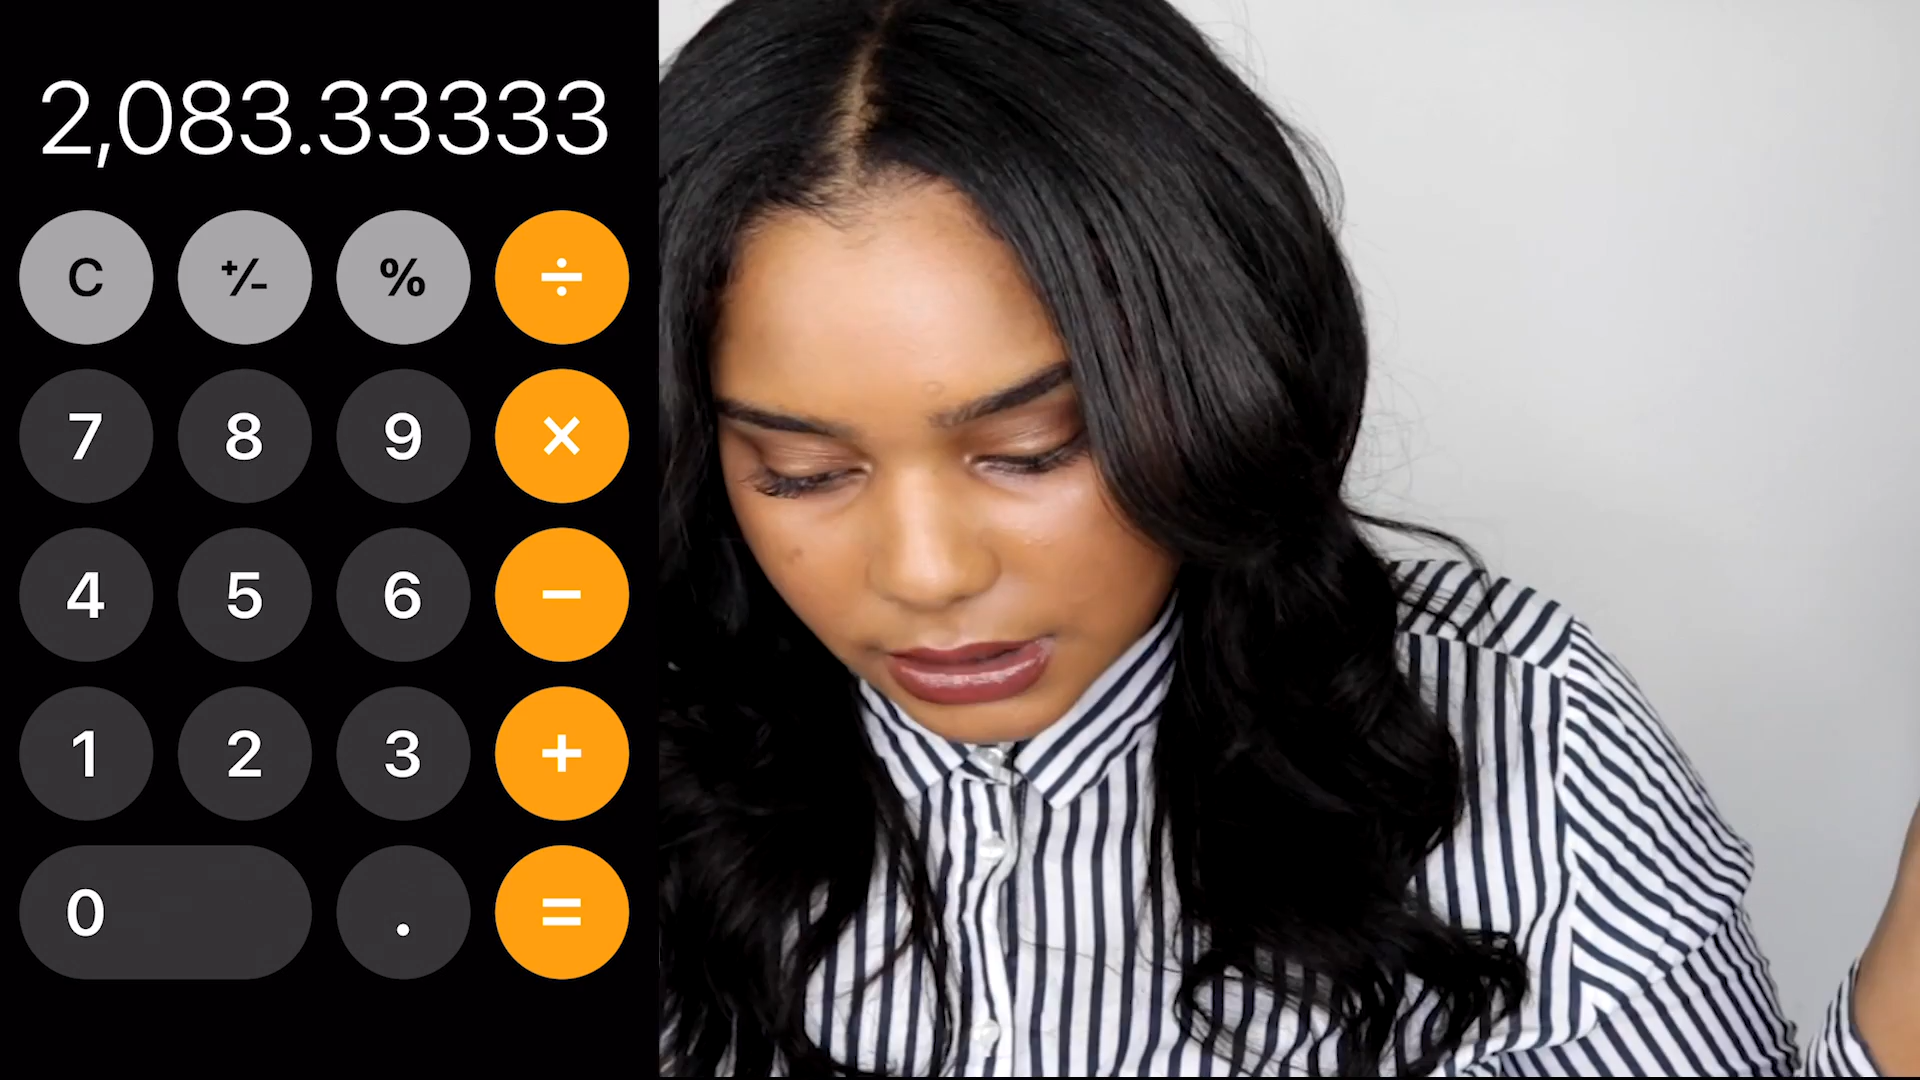 2,083.33333
C ⁺⁄₋ % ÷
7 8 9 ×
4 5 6 −
1 2 3 +
0 . =